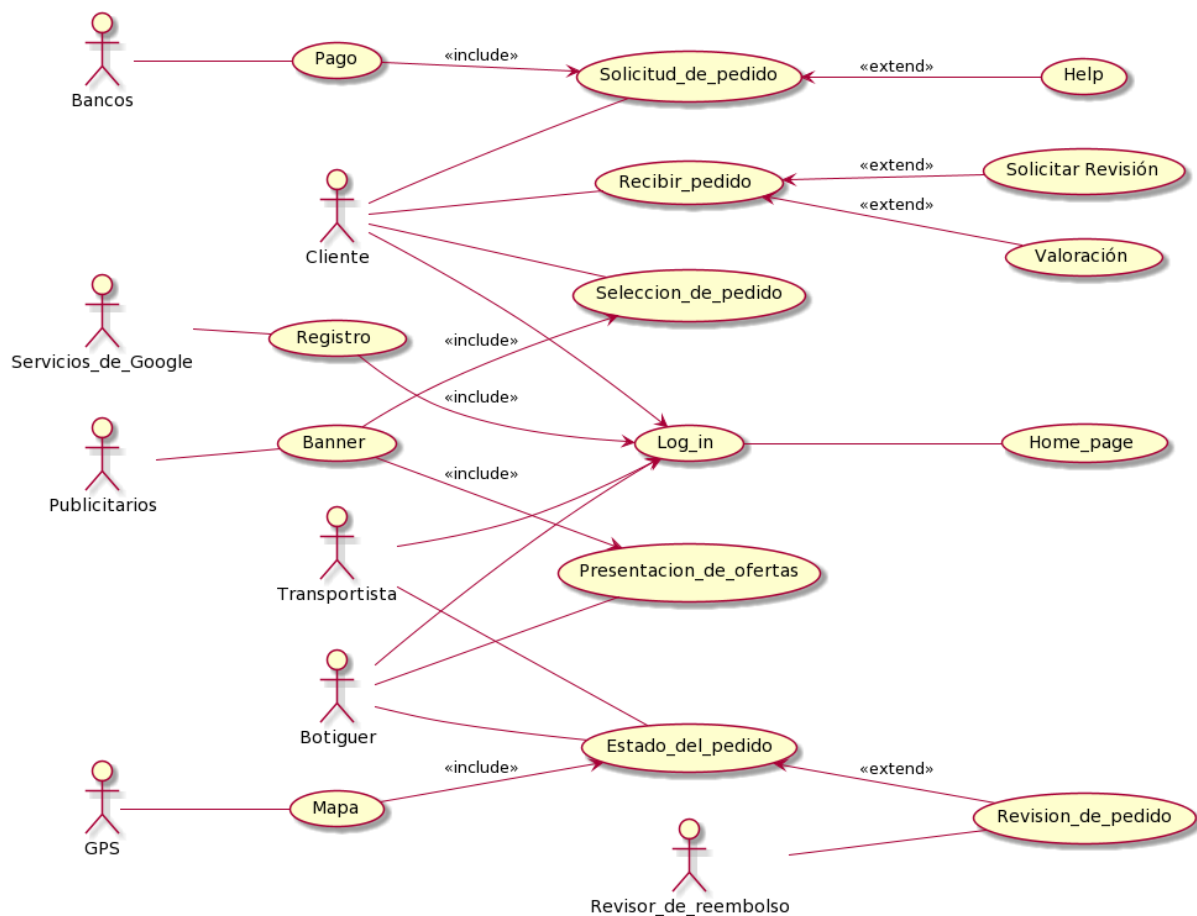 «include»
«extend»
Pago
Solicitud_de_pedido
Help
Bancos
«extend»
Solicitar Revisión
Recibir_pedido
«extend»
Cliente
Valoración
Seleccion_de_pedido
«include»
Registro
Servicios_de_Google
«include»
Banner
Log_in
Home_page
«include»
Publicitarios
Presentacion_de_ofertas
Transportista
Botiguer
Estado_del_pedido
«include»
«extend»
Mapa
Revision_de_pedido
GPS
Revisor_de_reembolso